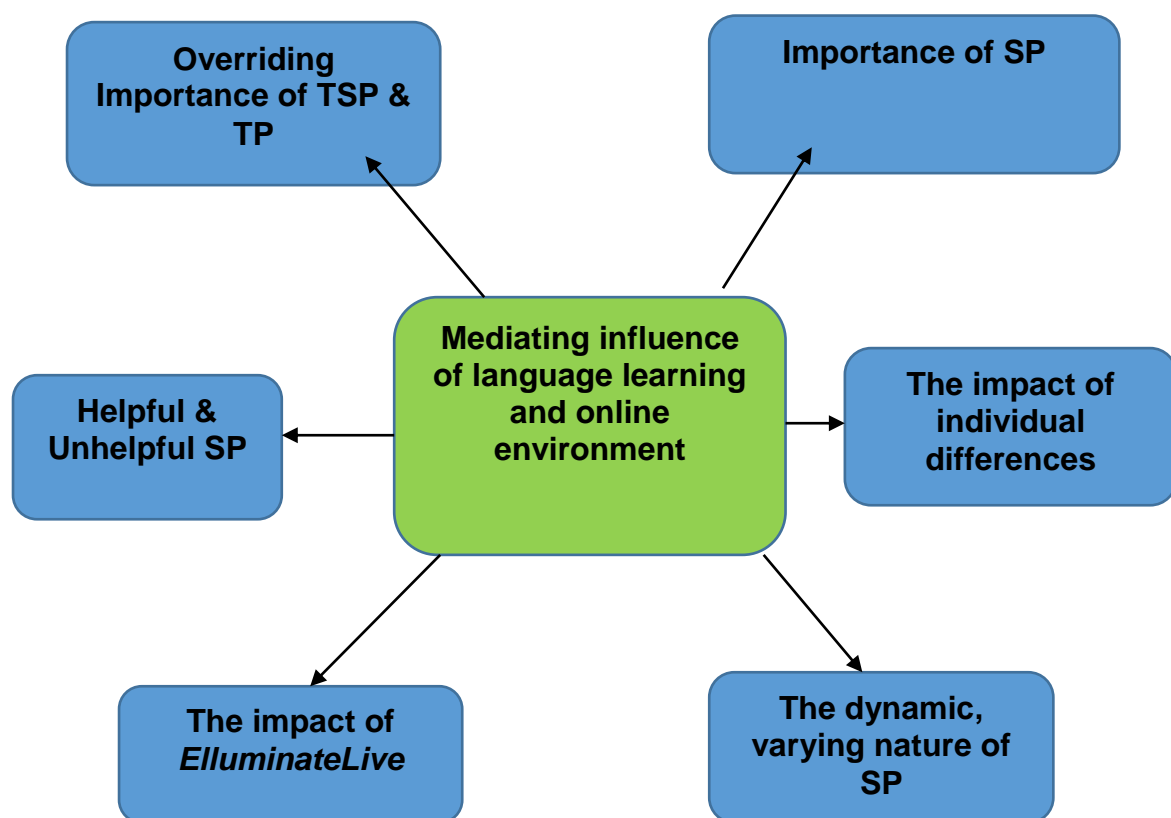 Overriding
Importance of TSP &
TP
Importance of SP
Mediating influence
of language learning
and online
environment
Helpful &
Unhelpful SP
The impact of
individual
differences
The impact of
ElluminateLive
The dynamic,
varying nature of
SP